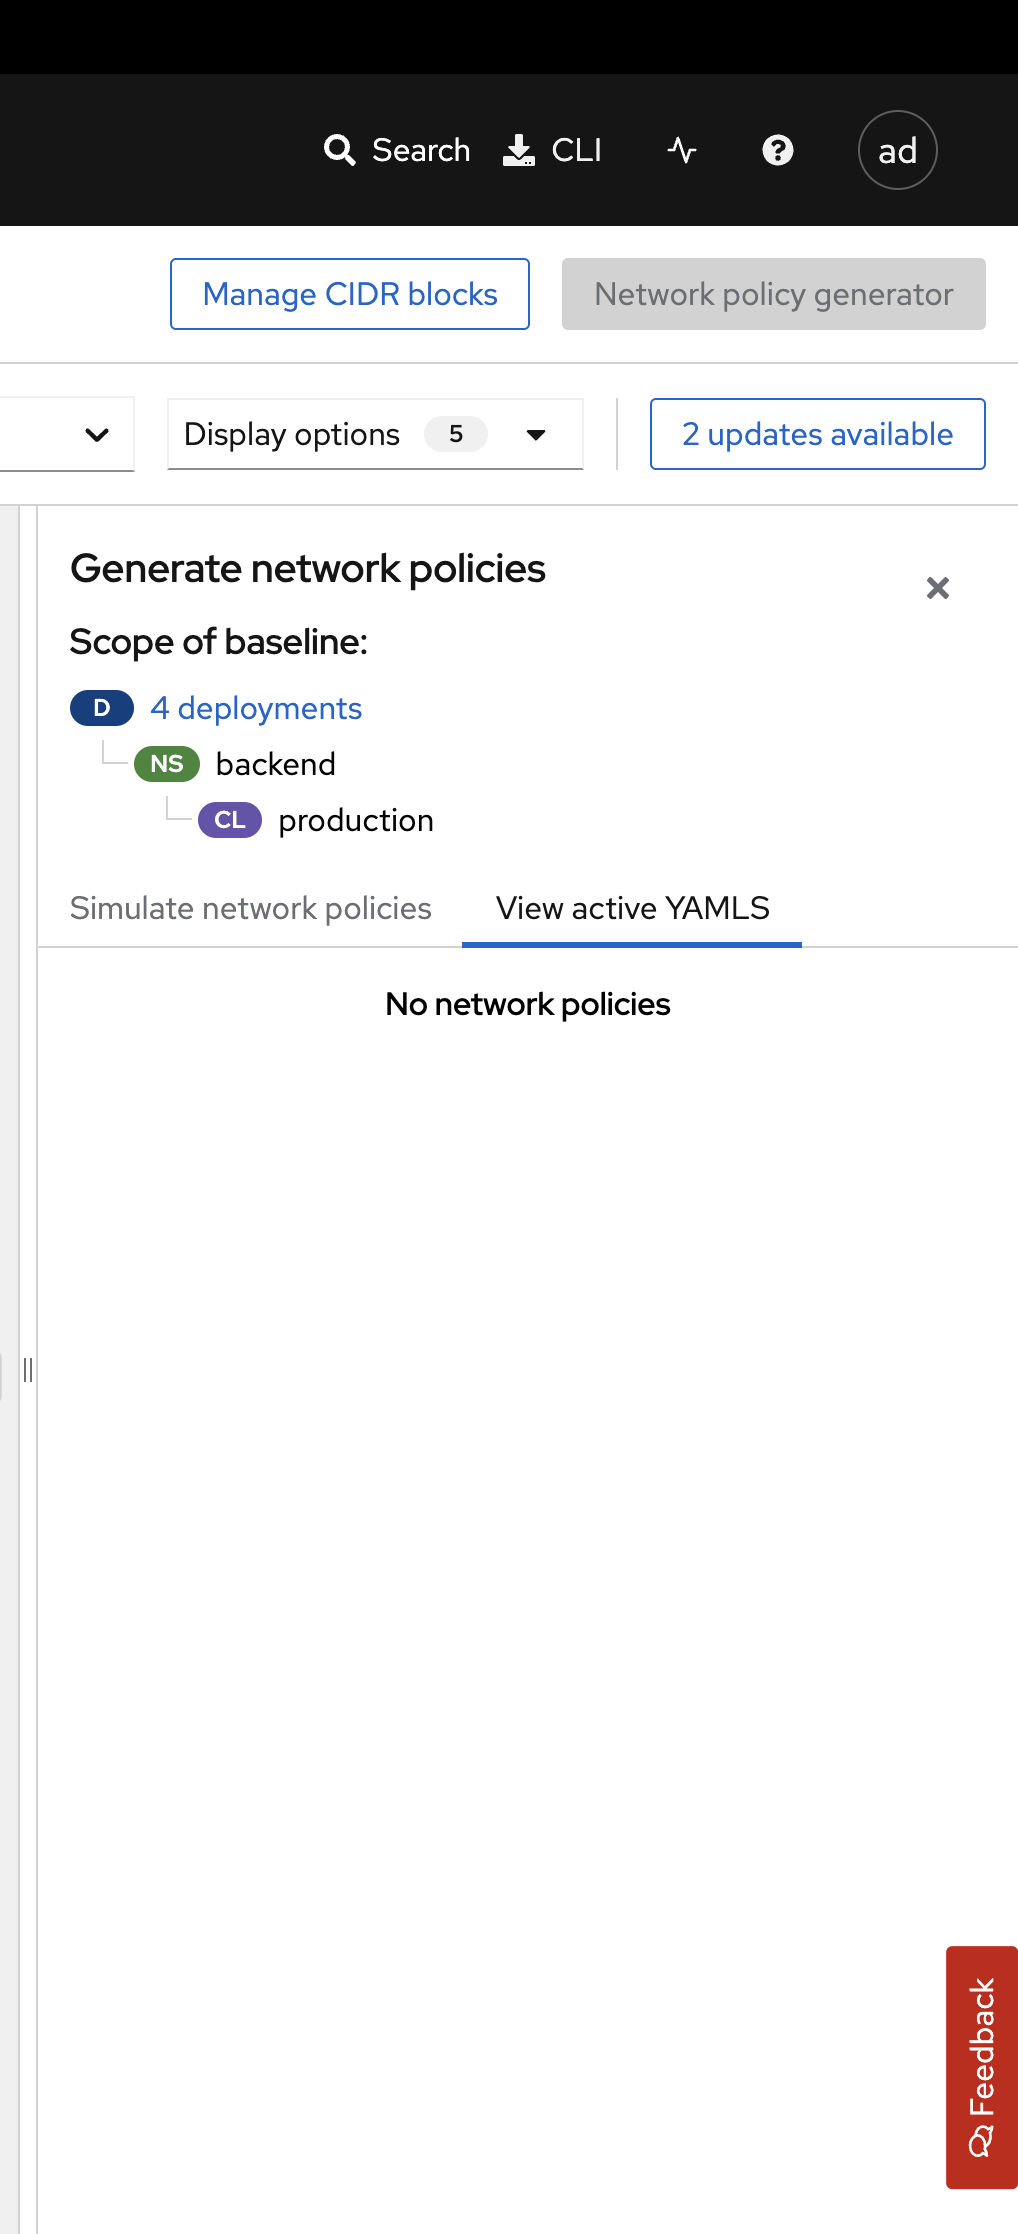 Search CLI ad
Manage CIDR blocks Network policy generator
Display options 5 2 updates available
Generate network policies
Scope of baseline:
D 4 deployments
NS backend
CL production
Simulate network policies View active YAMLS
No network policies
Feedback